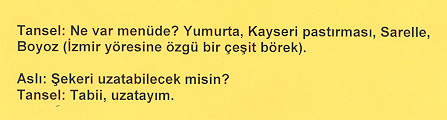 Tansel: Ne var menüde? Yumurta, Kayseri pastırması, Sarelle,
Boyoz (İzmir yöresine özgü bir çeşit börek).
Aslı: Şekeri uzatabilecek misin?
Tansel: Tabii, uzatayım.